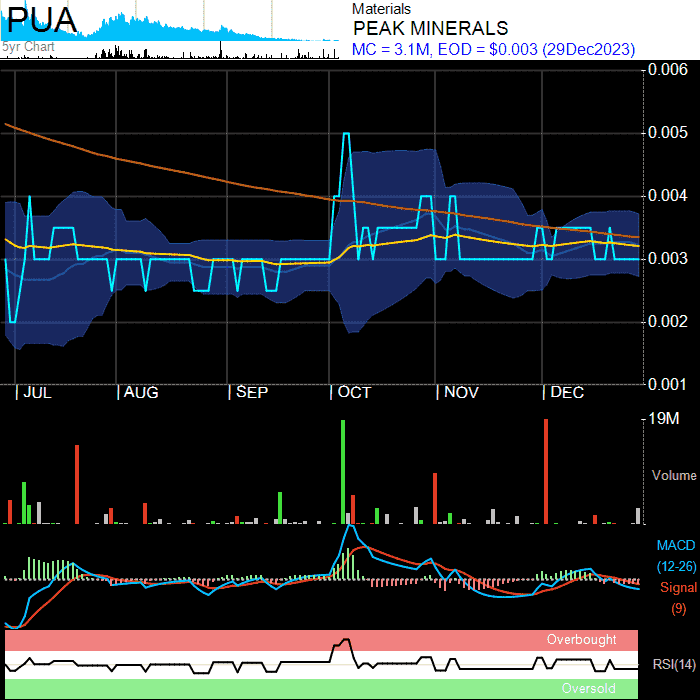 PUA
5yr Chart
Materials
PEAK MINERALS
MC = 3.1M, EOD = $0.003 (29Dec2023)
0.006
0.005
0.004
0.003
0.002
0.001
JUL AUG SEP OCT NOV DEC
19M
Volume
MACD
(12-26)
Signal
(9)
Overbought
RSI(14)
Oversold